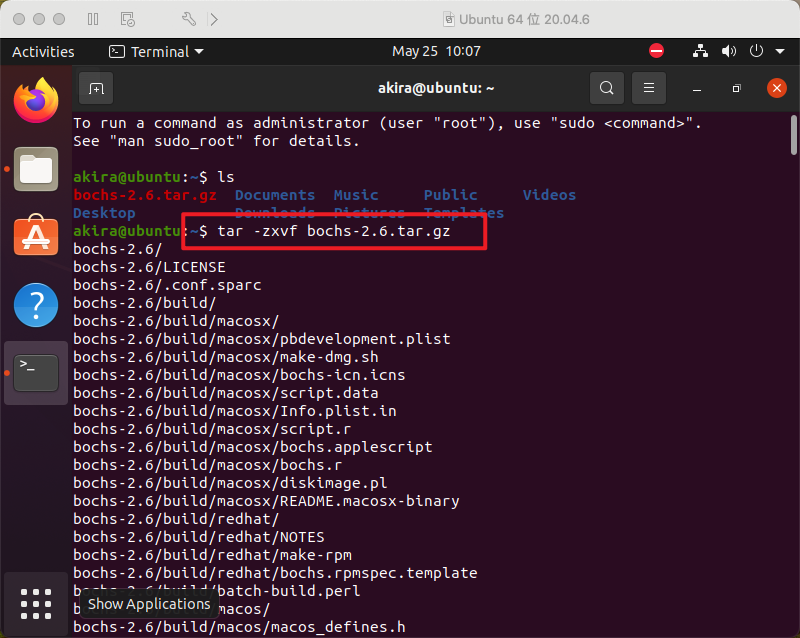 Ubuntu 64 位 20.04.6
Activities Terminal May 25 10:07
akira@ubuntu: ~
To run a command as administrator (user "root"), use "sudo <command>".
See "man sudo_root" for details.
akira@ubuntu:~$ ls
bochs-2.6.tar.gz Documents Music Public Videos
Desktop Downloads Pictures Templates
akira@ubuntu:~$ tar -zxvf bochs-2.6.tar.gz
bochs-2.6/
bochs-2.6/LICENSE
bochs-2.6/.conf.sparc
bochs-2.6/build/
bochs-2.6/build/macosx/
bochs-2.6/build/macosx/pbdevelopment.plist
bochs-2.6/build/macosx/make-dmg.sh
bochs-2.6/build/macosx/bochs-icn.icns
bochs-2.6/build/macosx/script.data
bochs-2.6/build/macosx/Info.plist.in
bochs-2.6/build/macosx/script.r
bochs-2.6/build/macosx/bochs.applescript
bochs-2.6/build/macosx/bochs.r
bochs-2.6/build/macosx/diskimage.pl
bochs-2.6/build/macosx/README.macosx-binary
bochs-2.6/build/redhat/
bochs-2.6/build/redhat/NOTES
bochs-2.6/build/redhat/make-rpm
bochs-2.6/build/redhat/bochs.rpmspec.template
bochs-2.6/build/batch-build.perl
Show Applications
bochs-2.6/build/macos/macos_defines.h